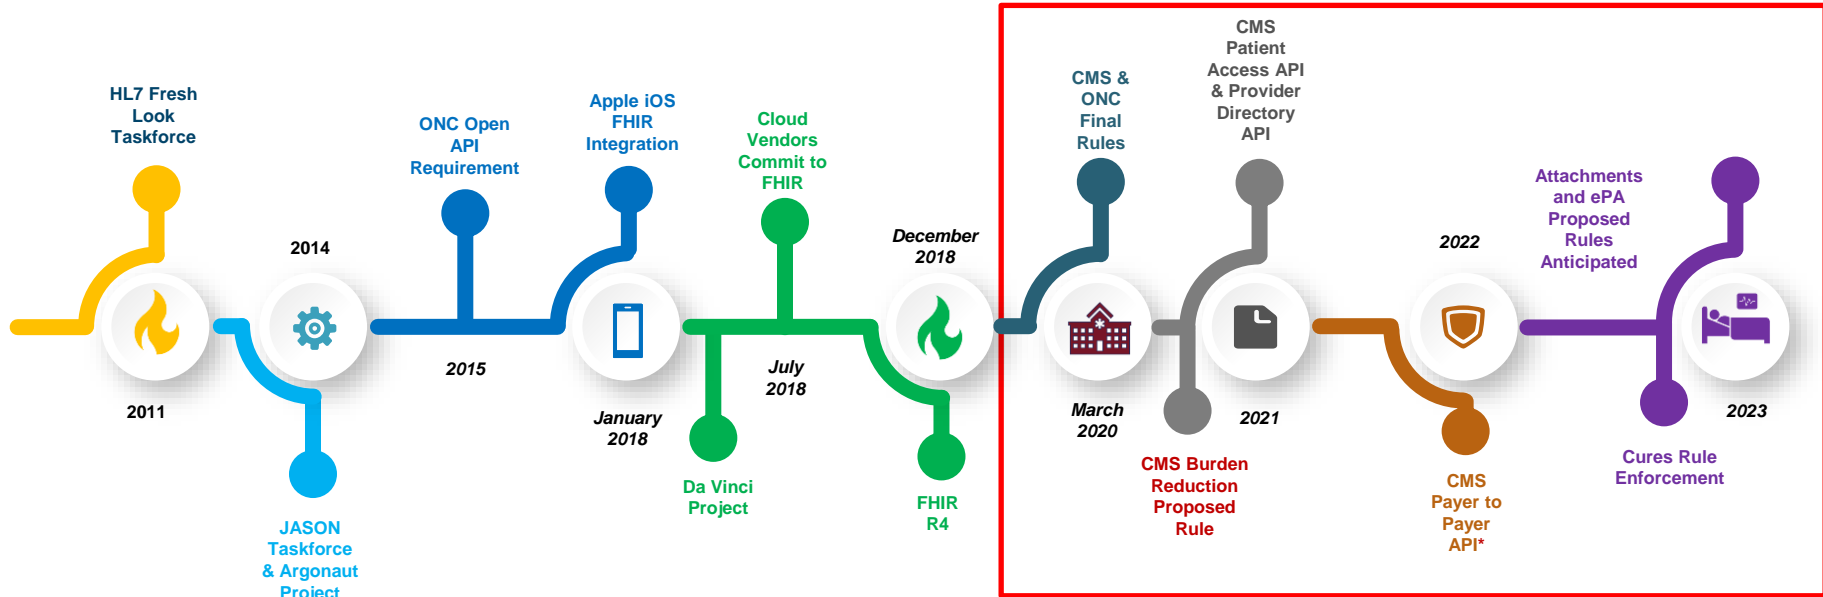 HL7 Fresh
Look
Taskforce
2011
2014
JASON
Taskforce
& Argonaut
Project
ONC Open
API
Requirement
2015
Apple iOS
FHIR
Integration
January
2018
Da Vinci
Project
Cloud
Vendors
Commit to
FHIR
July
2018
December
2018
FHIR
R4
CMS &
ONC
Final
Rules
March
2020
CMS Burden
Reduction
Proposed
Rule
CMS
Patient
Access API
& Provider
Directory
API
2021
2022
CMS
Payer to
Payer
API*
Attachments
and ePA
Proposed
Rules
Anticipated
Cures Rule
Enforcement
2023